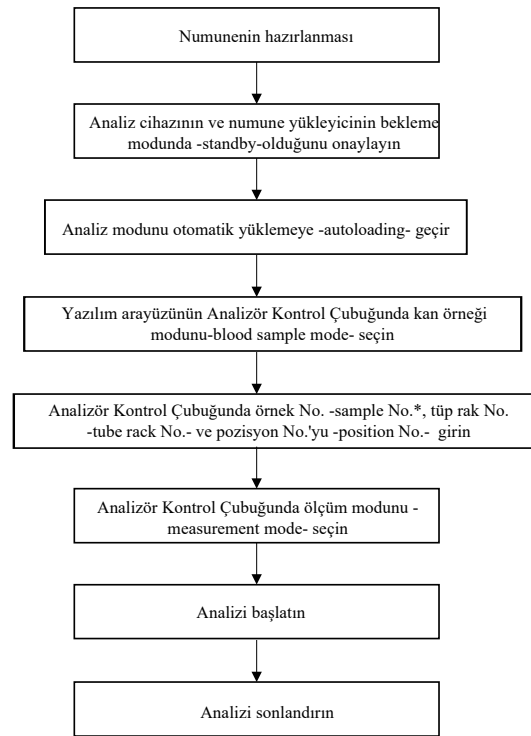 Numunenin hazırlanması
Analiz cihazının ve numune yükleyicinin bekleme
modunda -standby-olduğunu onaylayın
Analiz modunu otomatik yüklemeye -autoloading- geçir
Yazılım arayüzünün Analizör Kontrol Çubuğunda kan örneği
modunu-blood sample mode- seçin
Analizör Kontrol Çubuğunda örnek No. -sample No.*, tüp rak No.
-tube rack No.- ve pozisyon No.'yu -position No.- girin
Analizör Kontrol Çubuğunda ölçüm modunu -
measurement mode- seçin
Analizi başlatın
Analizi sonlandırın